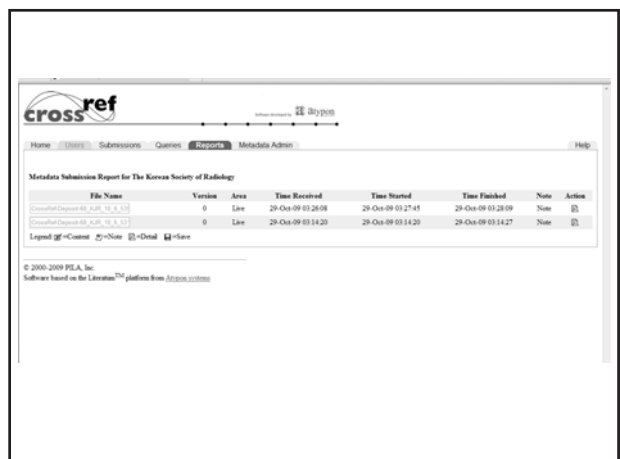 crossref
Software developed by atypon
Home Users Submissions Queries Reports Metadata Admin Help
Metadata Submission Report for The Korean Society of Radiology
File Name Version Area Time Received Time Started Time Finished Note Action
0 Live 29-Oct-09 03:26:08 29-Oct-09 03:27:45 29-Oct-09 03:28:09 Note
0 Live 29-Oct-09 03:14:20 29-Oct-09 03:14:20 29-Oct-09 03:14:27 Note
Legend: =Content =Note =Detail =Save
© 2000-2009 PILA, Inc.
Software based on the Literatum™ platform from Atypon systems